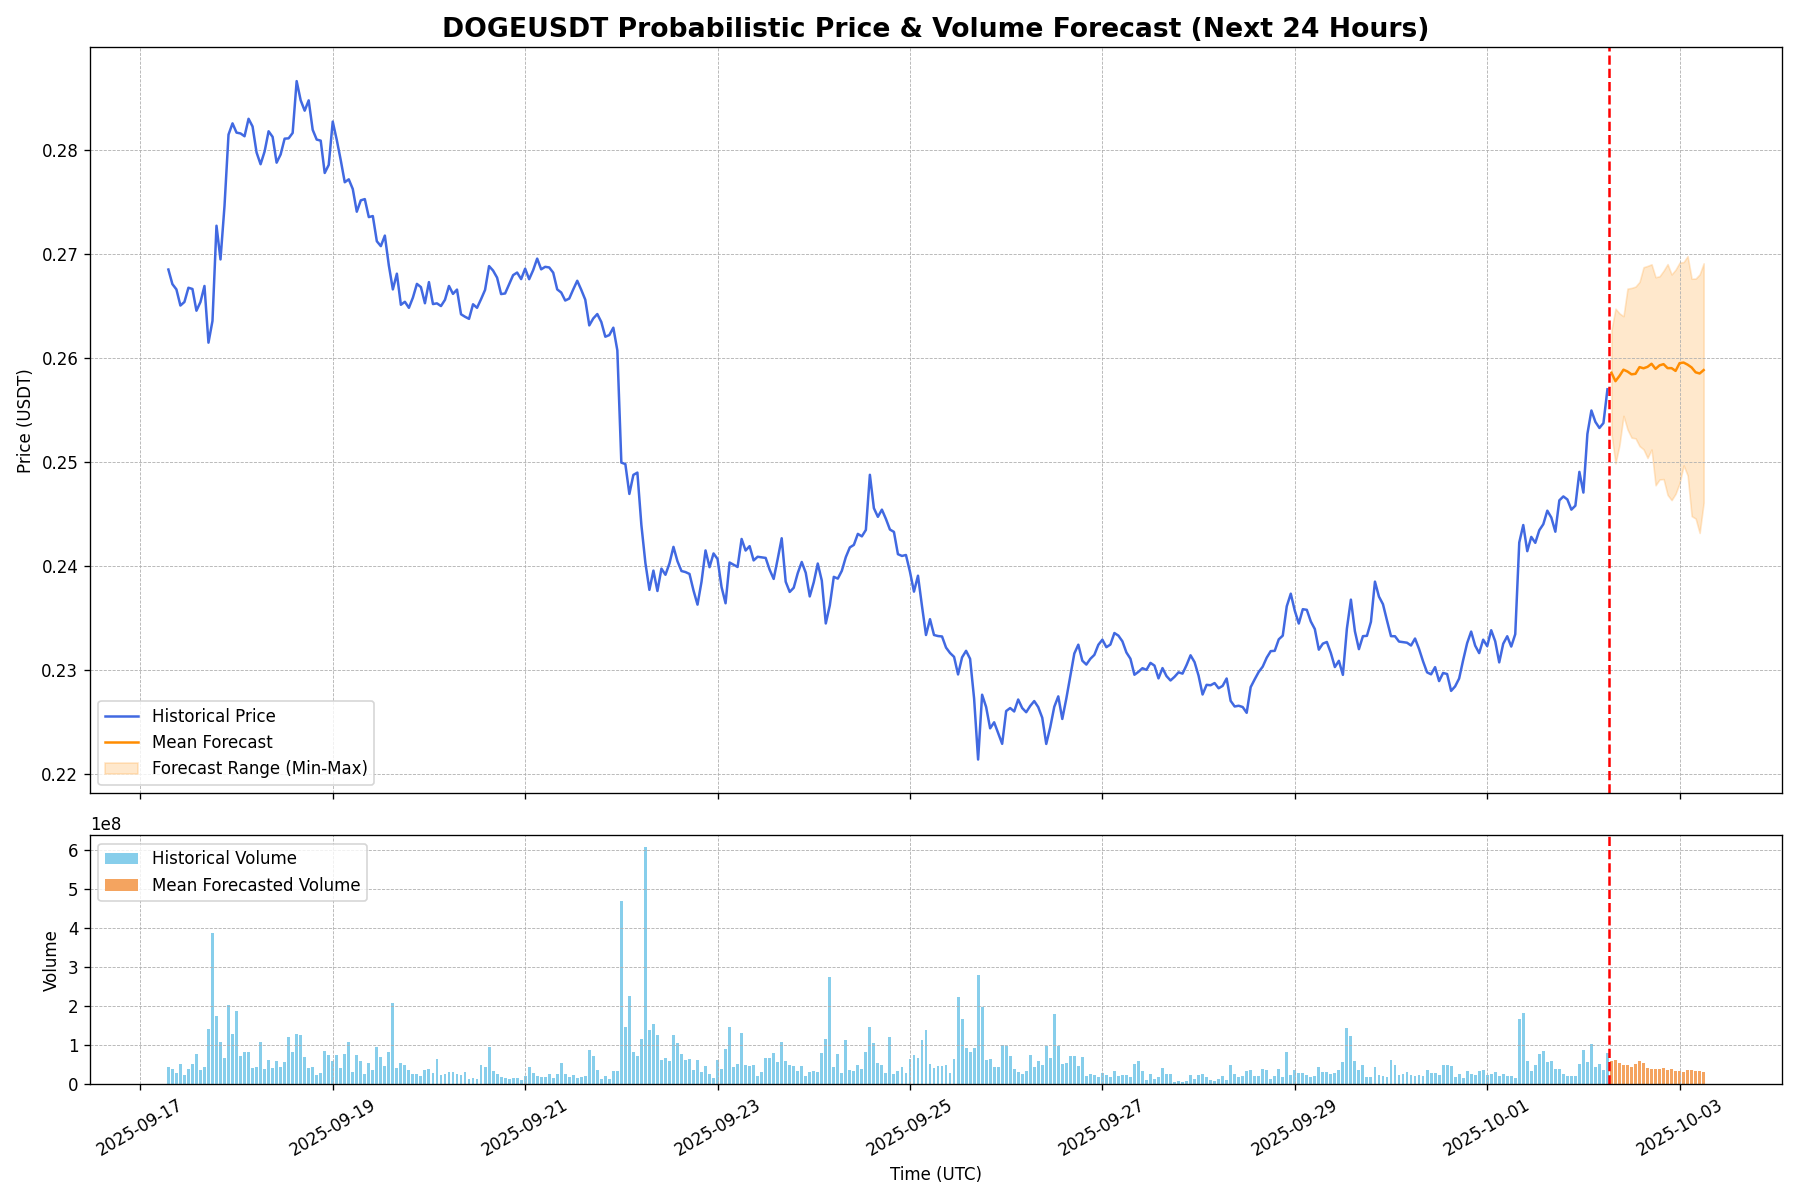 DOGEUSDT Probabilistic Price & Volume Forecast (Next 24 Hours)
Price (USDT)
0.28
0.27
0.26
0.25
0.24
0.23
0.22
Historical Price
Mean Forecast
Forecast Range (Min-Max)
1e8
Volume
6
5
4
3
2
1
0
Historical Volume
Mean Forecasted Volume
2025-09-17
2025-09-19
2025-09-21
2025-09-23
2025-09-25
2025-09-27
2025-09-29
2025-10-01
2025-10-03
Time (UTC)